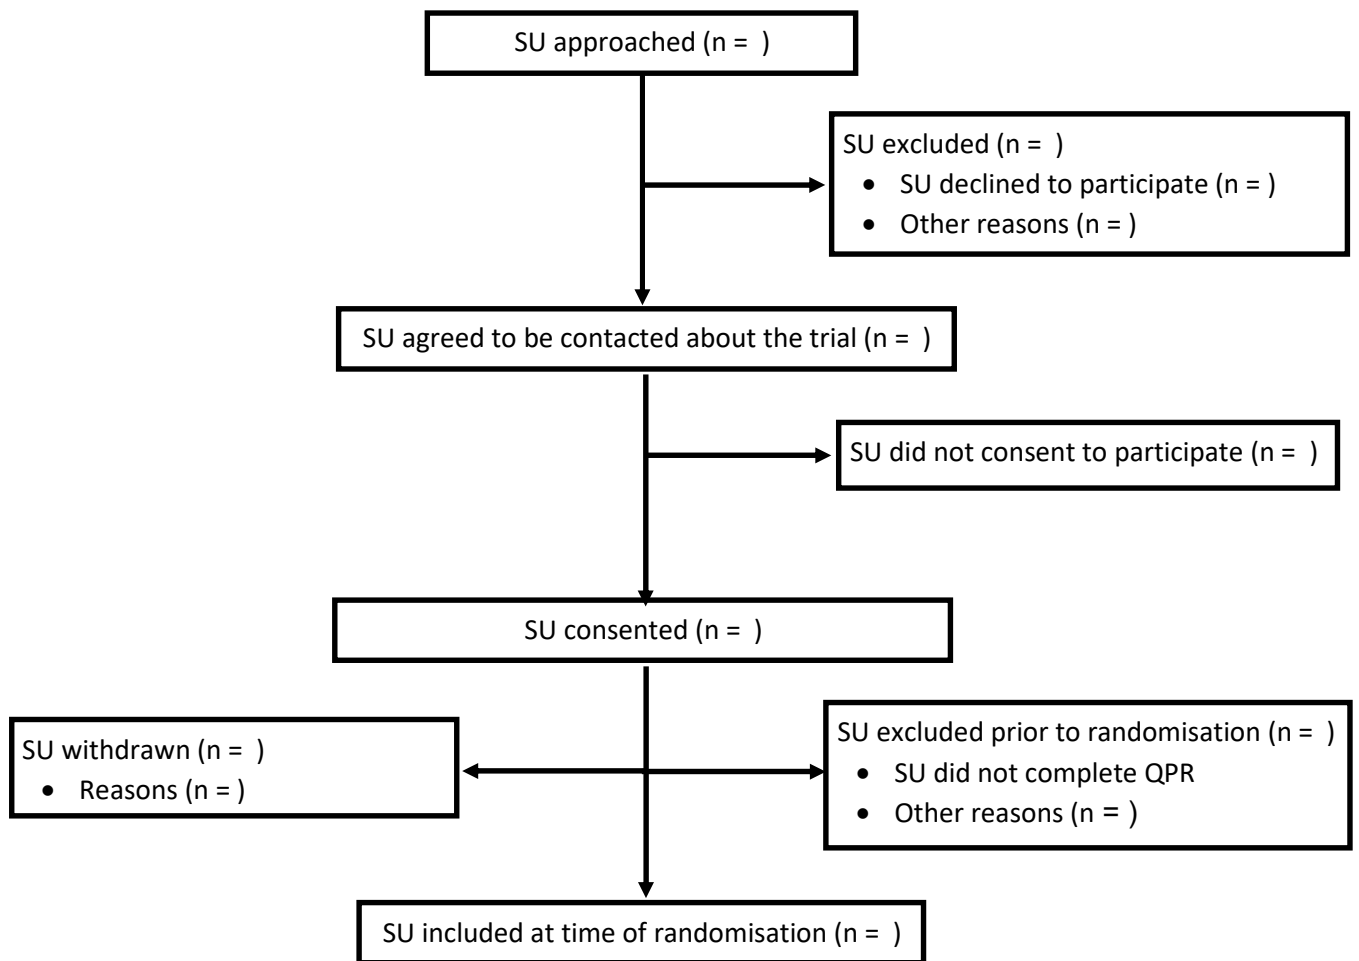 SU approached (n =  )
SU excluded (n =  )
• SU declined to participate (n = )
• Other reasons (n = )
SU agreed to be contacted about the trial (n =  )
SU did not consent to participate (n =  )
SU consented (n =  )
SU withdrawn (n =  )
• Reasons (n = )
SU excluded prior to randomisation (n =  )
• SU did not complete QPR
• Other reasons (n = )
SU included at time of randomisation (n =  )